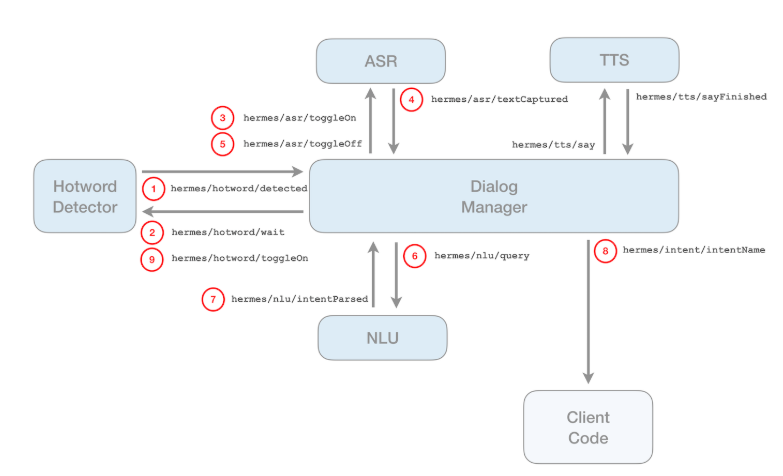 ASR
TTS
4 hermes/asr/textCaptured
hermes/tts/sayFinished
3 hermes/asr/toggleOn
5 hermes/asr/toggleOff
hermes/tts/say
Hotword
Detector
1 hermes/hotword/detected
Dialog
Manager
2 hermes/hotword/wait
9 hermes/hotword/toggleOn
6 hermes/nlu/query
8 hermes/intent/intentName
7 hermes/nlu/intentParsed
NLU
Client
Code